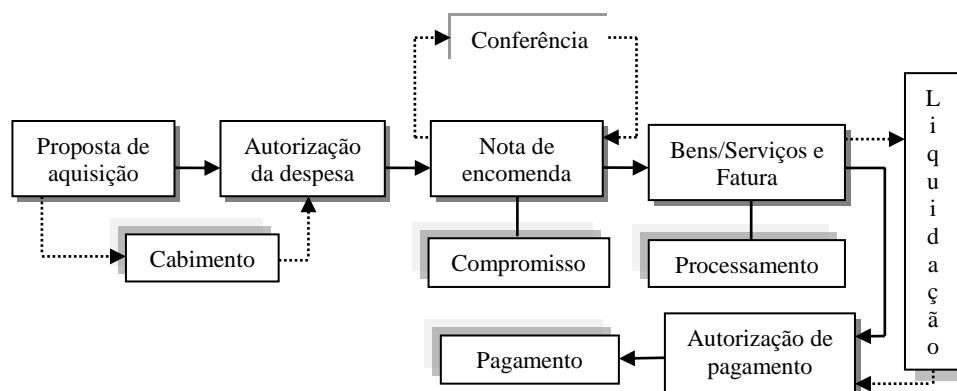 Conferência
Proposta de
aquisição
Autorização
da despesa
Nota de
encomenda
Bens/Serviços e
Fatura
Liquidação
Cabimento
Compromisso
Processamento
Pagamento
Autorização de
pagamento